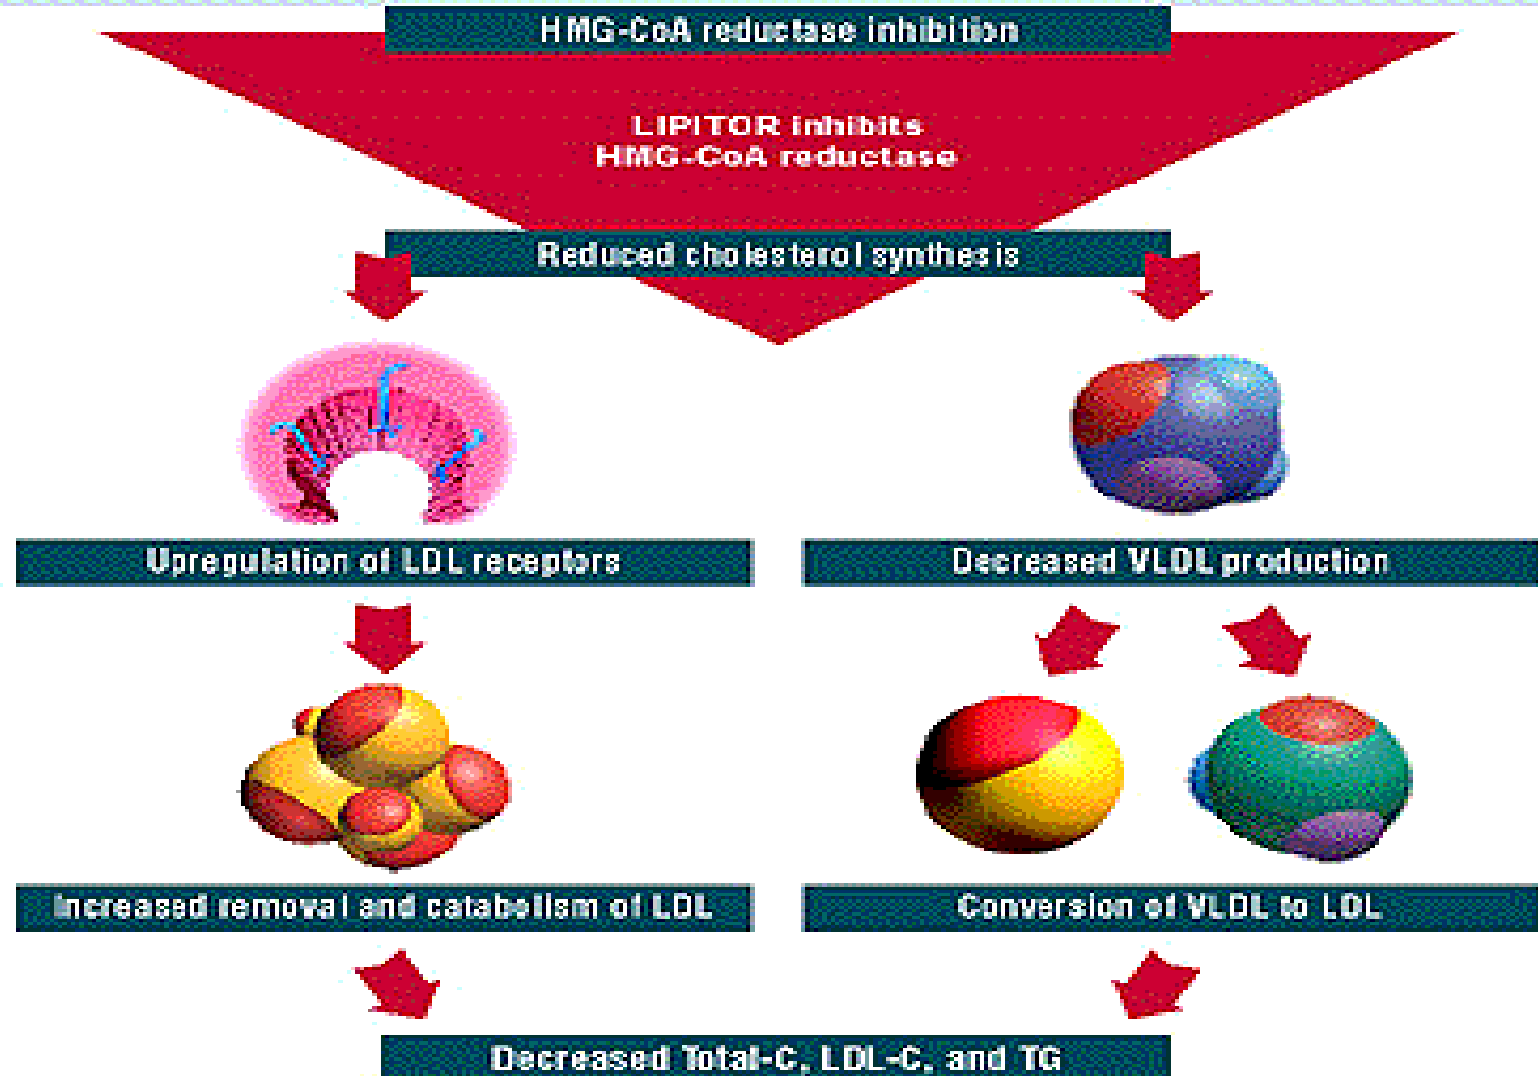 HMG-CoA reductase inhibition
LIPITOR inhibits
HMG-CoA reductase
Reduced cholesterol synthesis
Upregulation of LDL receptors
Decreased VLDL production
Increased removal and catabolism of LDL
Conversion of VLDL to LDL
Decreased Total-C, LDL-C, and TG